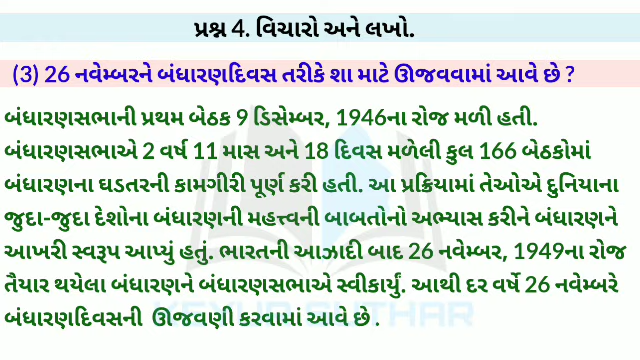 પ્રશ્ન 4. વિચારો અને લખો.
(3) 26 નવેમ્બરને બંધારણદિવસ તરીકે શા માટે ઊજવવામાં આવે છે ?
બંધારણસભાની પ્રથમ બેઠક 9 ડિસેમ્બર, 1946ના રોજ મળી હતી.
બંધારણસભાએ 2 વર્ષ 11 માસ અને 18 દિવસ મળેલી કુલ 166 બેઠકોમાં
બંધારણના ઘડતરની કામગીરી પૂર્ણ કરી હતી. આ પ્રક્રિયામાં તેઓએ દુનિયાના
જુદા-જુદા દેશોના બંધારણની મહત્ત્વની બાબતોનો અભ્યાસ કરીને બંધારણને
આખરી સ્વરૂપ આપ્યું હતું. ભારતની આઝાદી બાદ 26 નવેમ્બર, 1949ના રોજ
તૈયાર થયેલા બંધારણને બંધારણસભાએ સ્વીકાર્યું. આથી દર વર્ષે 26 નવેમ્બરે
બંધારણદિવસની ઊજવણી કરવામાં આવે છે .